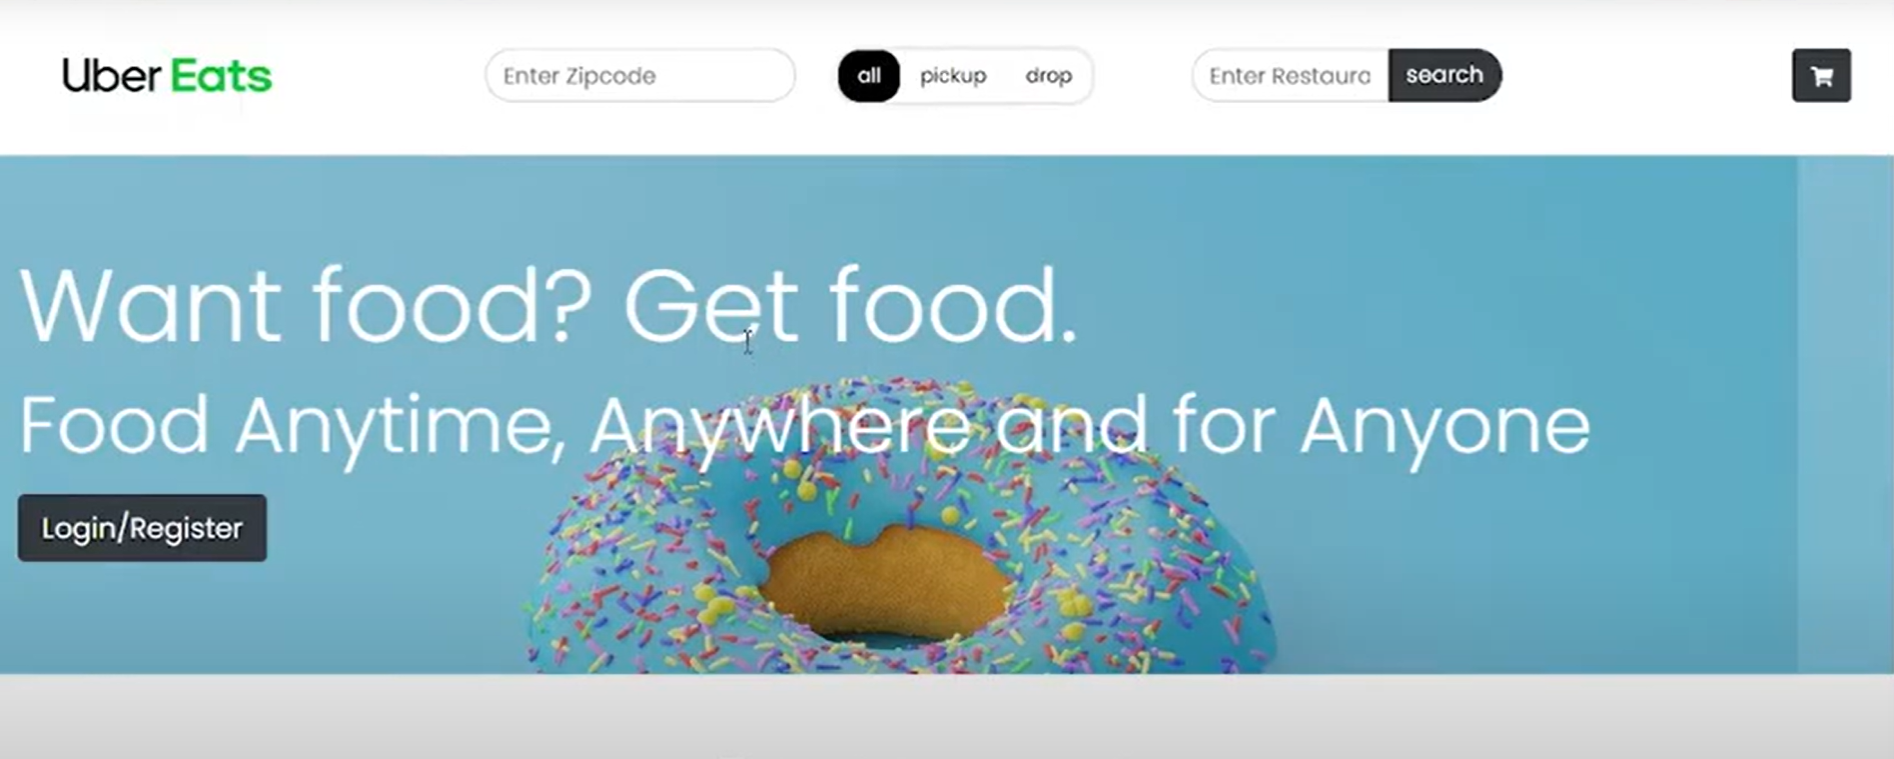 Uber Eats
Enter Zipcode
all pickup drop
Enter Restaura
search
Want food? Get food.
Food Anytime, Anywhere and for Anyone
Login/Register